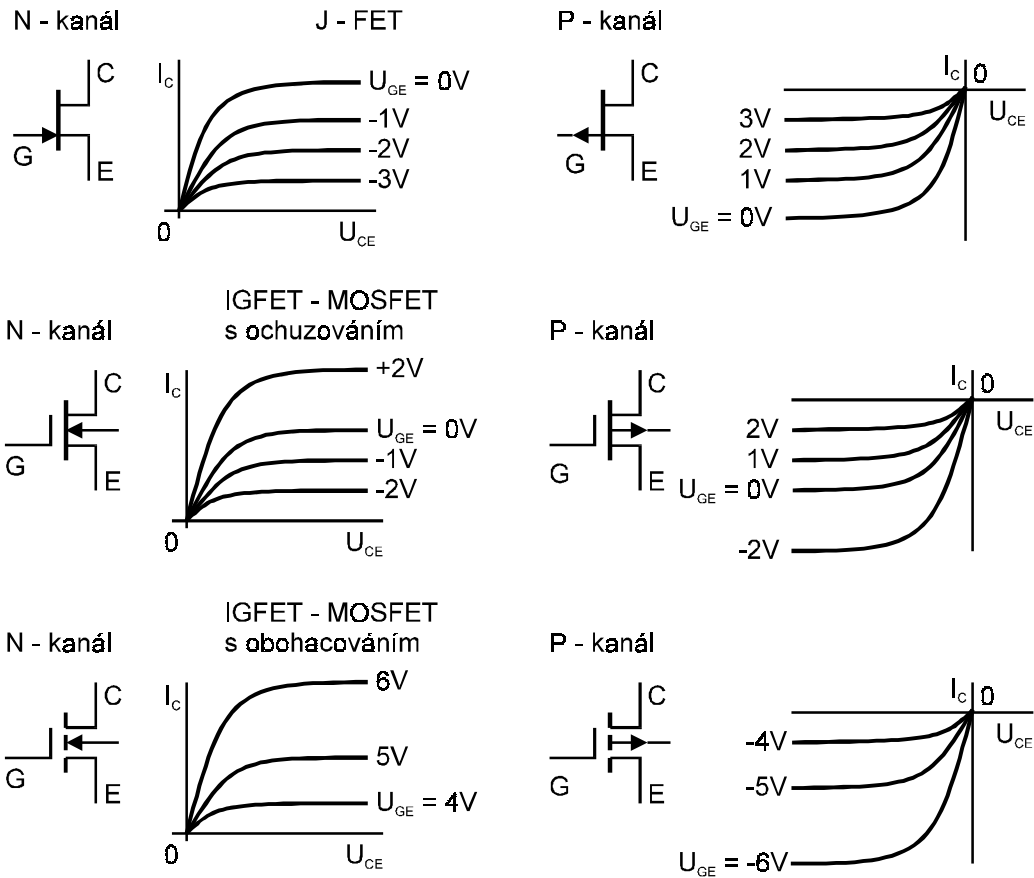 N - kanál
J - FET
P - kanál
C
G
E
I_C
U_GE = 0V
-1V
-2V
-3V
0
U_CE
G
C
E
I_C
0
U_CE
3V
2V
1V
U_GE = 0V
IGFET - MOSFET
s ochuzováním
N - kanál
P - kanál
C
G
E
I_C
+2V
U_GE = 0V
-1V
-2V
0
U_CE
C
G
E
I_C
0
U_CE
2V
1V
U_GE = 0V
-2V
IGFET - MOSFET
s obohacováním
N - kanál
P - kanál
C
G
E
I_C
6V
5V
U_GE = 4V
0
U_CE
C
G
E
I_C
0
U_CE
-4V
-5V
U_GE = -6V